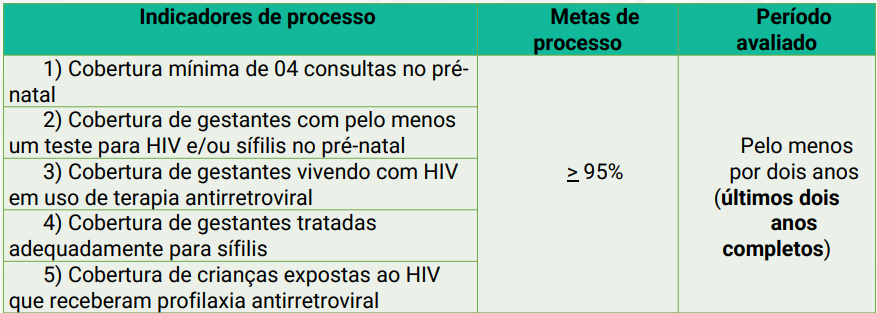 Indicadores de processo
Metas de
processo
Período
avaliado
1) Cobertura mínima de 04 consultas no pré-
natal
2) Cobertura de gestantes com pelo menos
um teste para HIV e/ou sífilis no pré-natal
3) Cobertura de gestantes vivendo com HIV
em uso de terapia antirretroviral
4) Cobertura de gestantes tratadas
adequadamente para sífilis
5) Cobertura de crianças expostas ao HIV
que receberam profilaxia antirretroviral
≥ 95%
Pelo menos
por dois anos
(últimos dois
anos
completos)